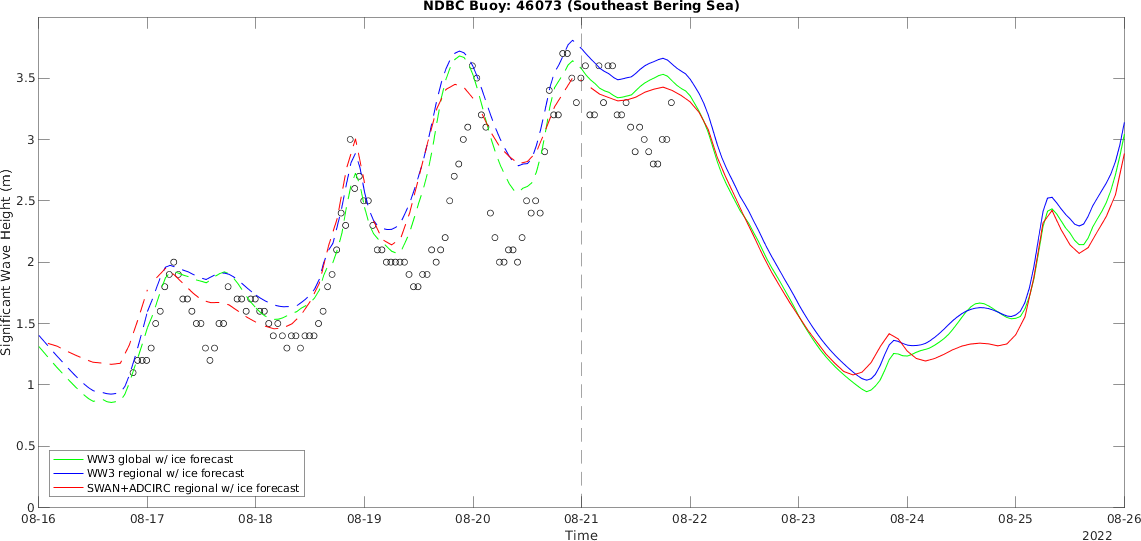 NDBC Buoy: 46073 (Southeast Bering Sea)
Significant Wave Height (m)
3.5
3
2.5
2
1.5
1
0.5
0
WW3 global w/ ice forecast
WW3 regional w/ ice forecast
SWAN+ADCIRC regional w/ ice forecast
08-16 08-17 08-18 08-19 08-20 08-21 08-22 08-23 08-24 08-25 08-26
Time 2022